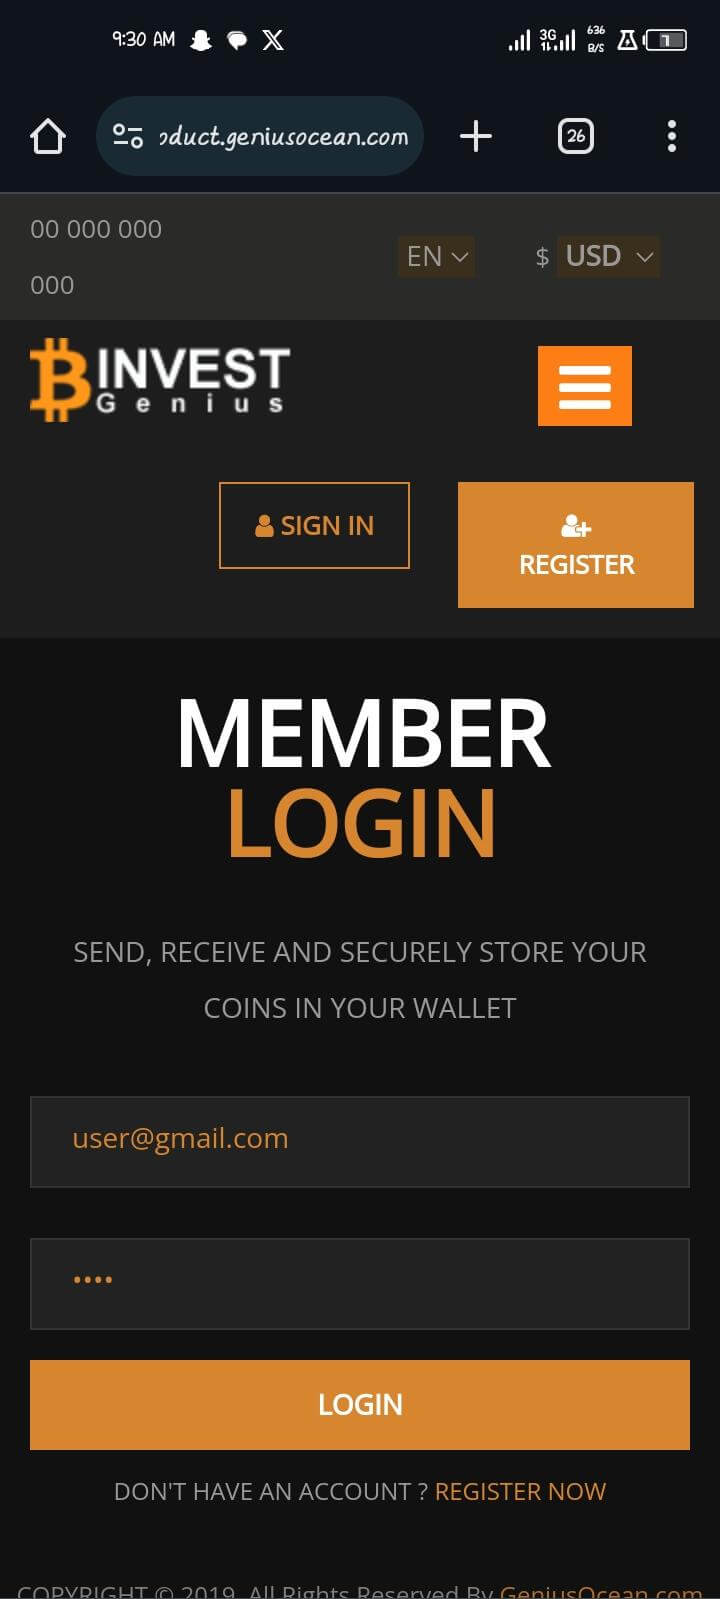 9:30 AM
3G
636
B/S
7
oduct.geniusocean.com
26
00 000 000
000
EN
$ USD
INVEST
Genius
SIGN IN
REGISTER
MEMBER
LOGIN
SEND, RECEIVE AND SECURELY STORE YOUR
COINS IN YOUR WALLET
user@gmail.com
••••
LOGIN
DON'T HAVE AN ACCOUNT ? REGISTER NOW
COPYRIGHT © 2019. All Rights Reserved By GeniusOcean.com